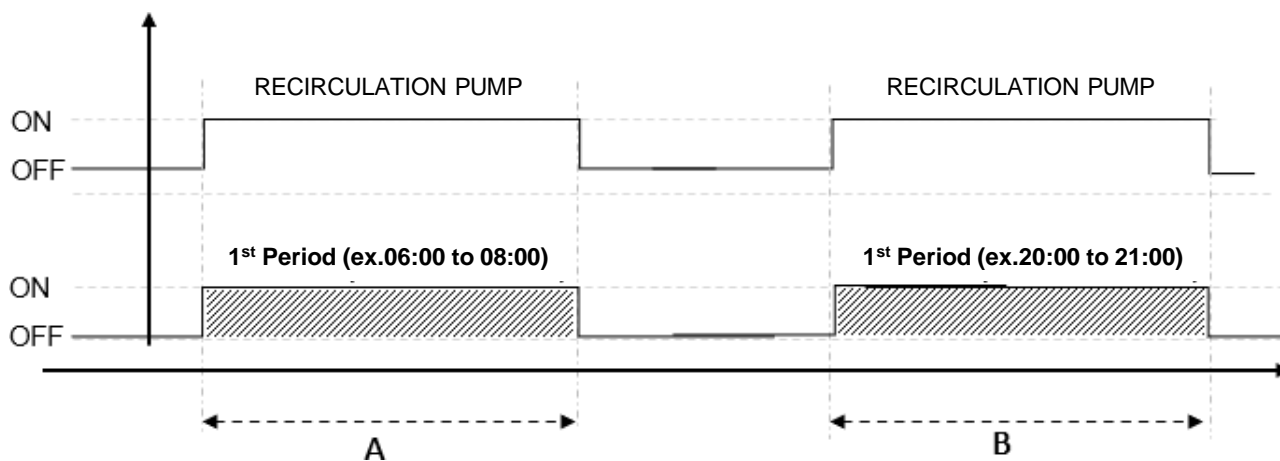 RECIRCULATION PUMP RECIRCULATION PUMP
ON
OFF
1st Period (ex.06:00 to 08:00) 1st Period (ex.20:00 to 21:00)
ON
OFF
A B